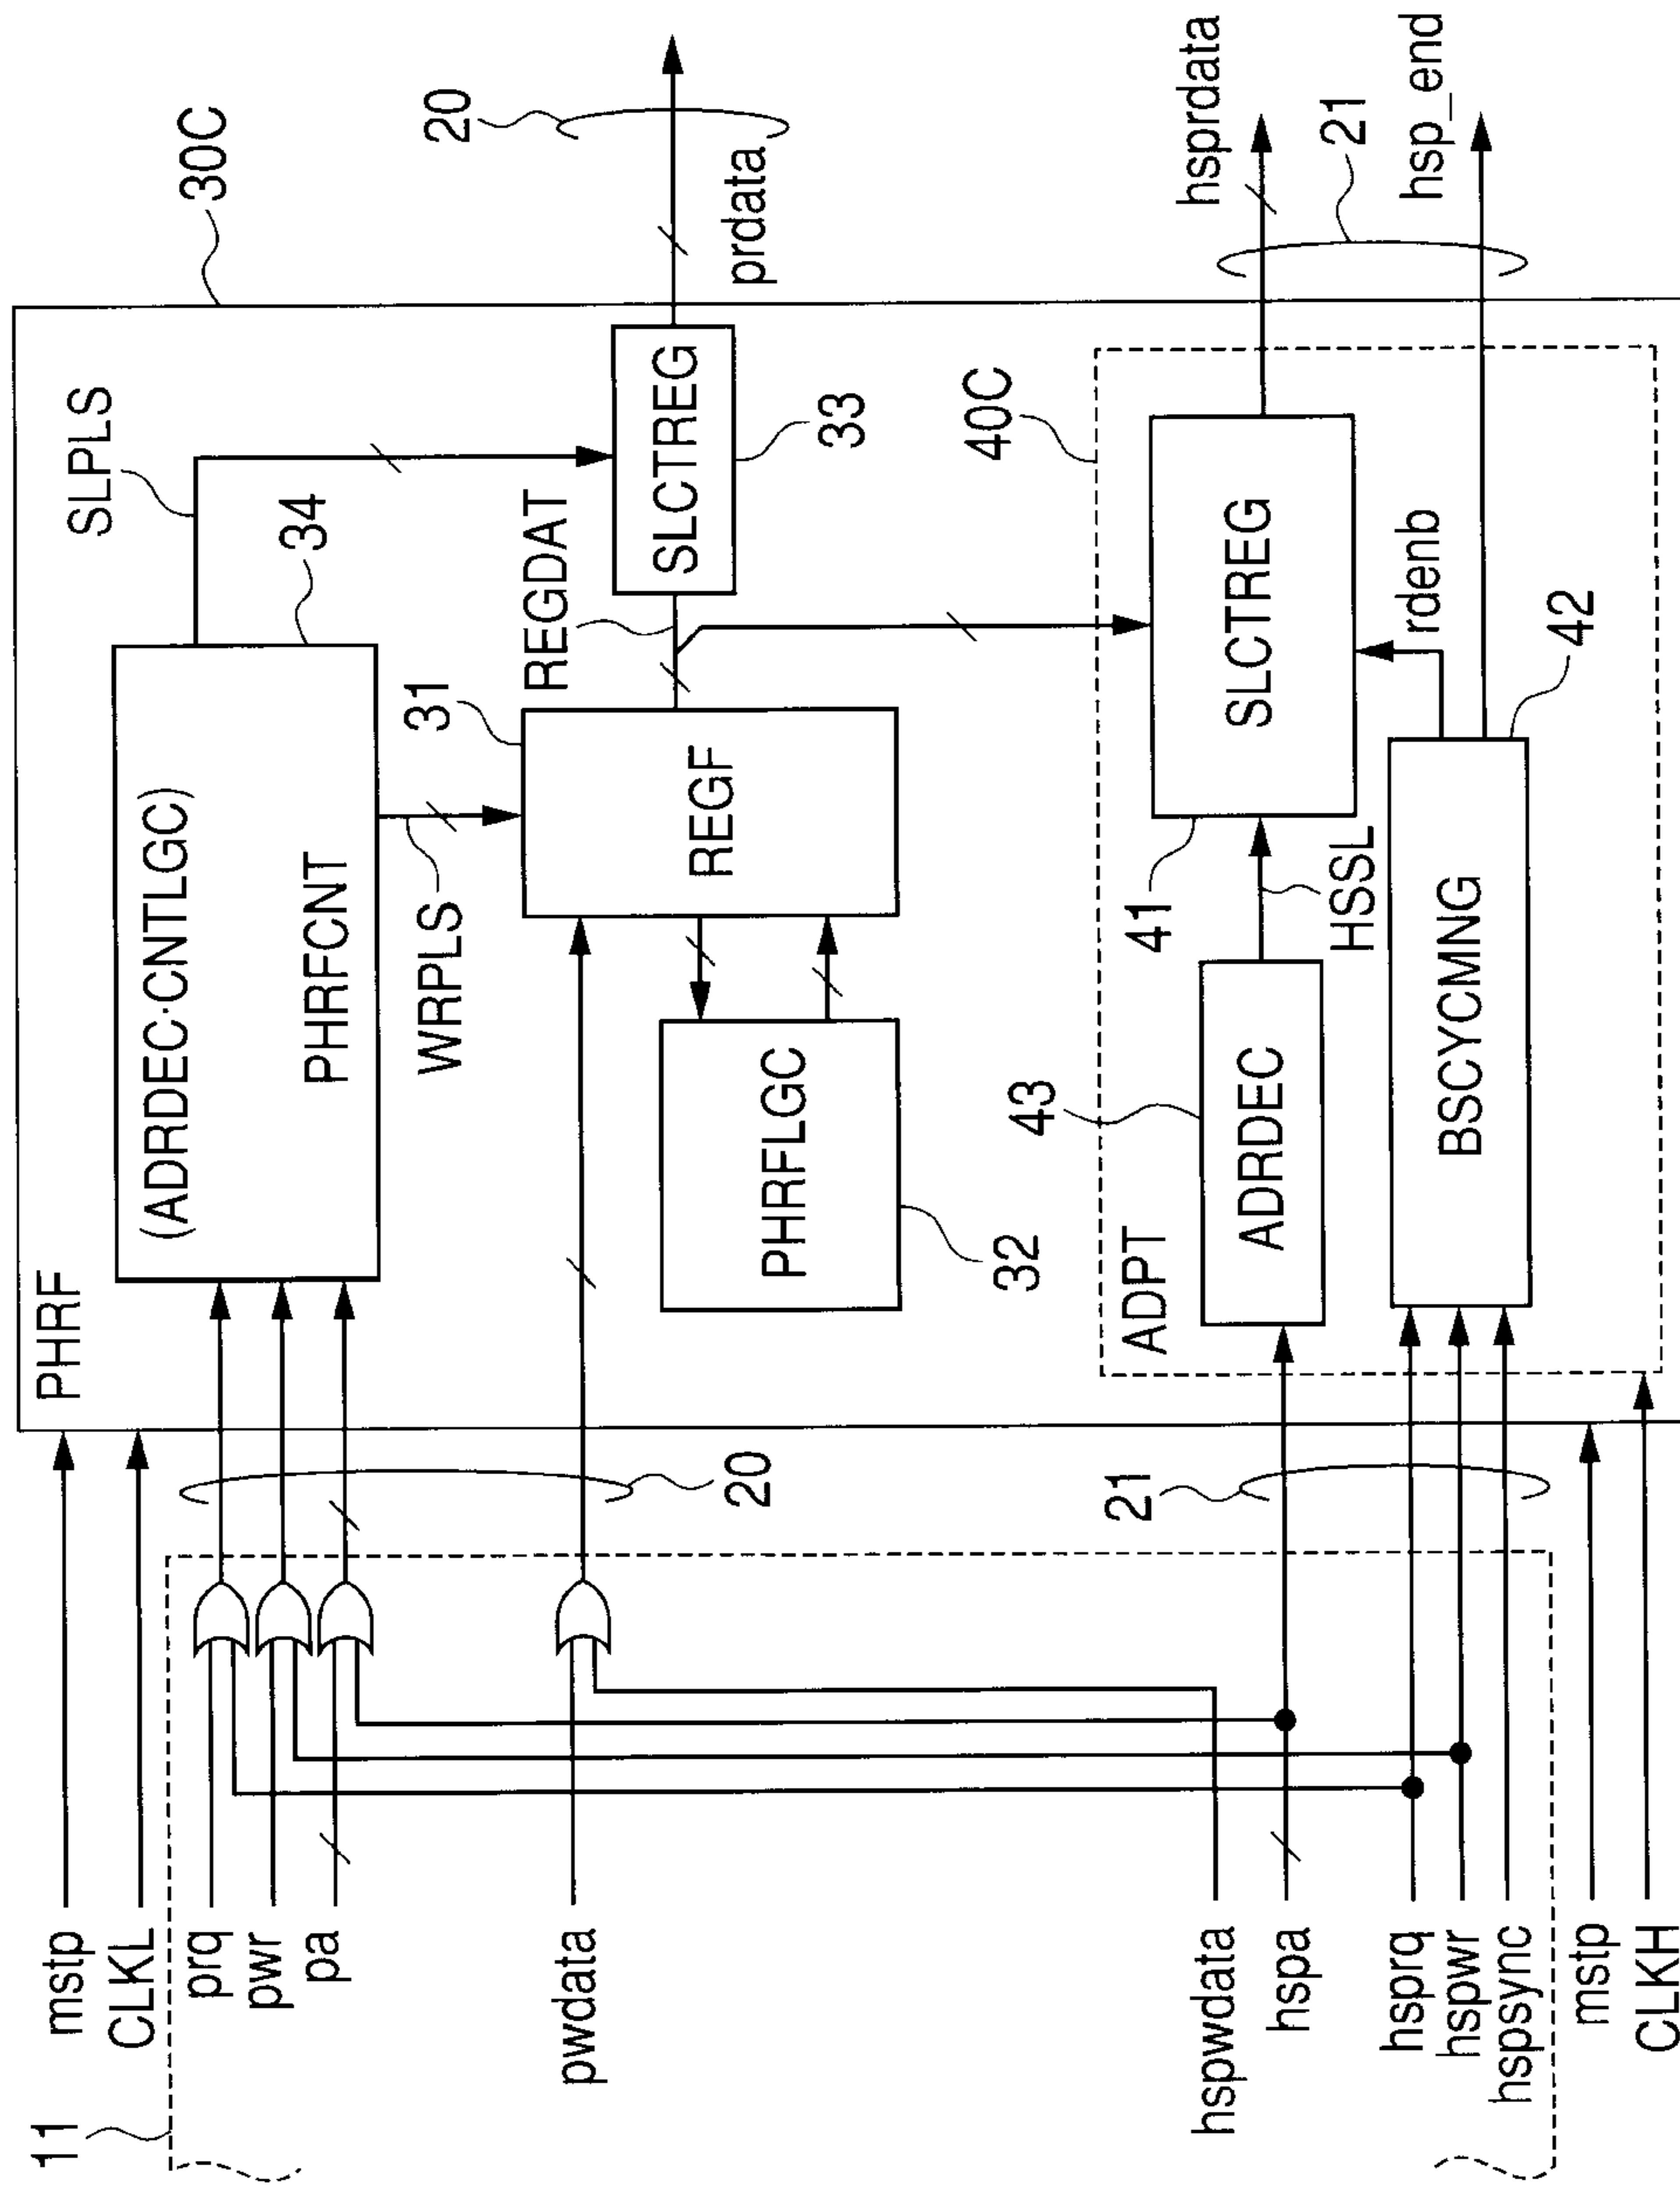 30C
20
prdata
hsprdata
21
hsp_end
PHRF
(ADRDEC·CNTLGC)
PHRFCNT
34
SLPLS
WRPLS
31
REGF
REGDAT
SLCTREG
33
PHRFLGC
32
40C
ADPT
43
ADRDEC
HSSL
41
SLCTREG
rdenb
BSCYCMNG
42
20
21
11
mstp
CLKL
prq
pwr
pa
pwdata
hspwdata
hspa
hsprq
hspwr
hspsync
mstp
CLKH